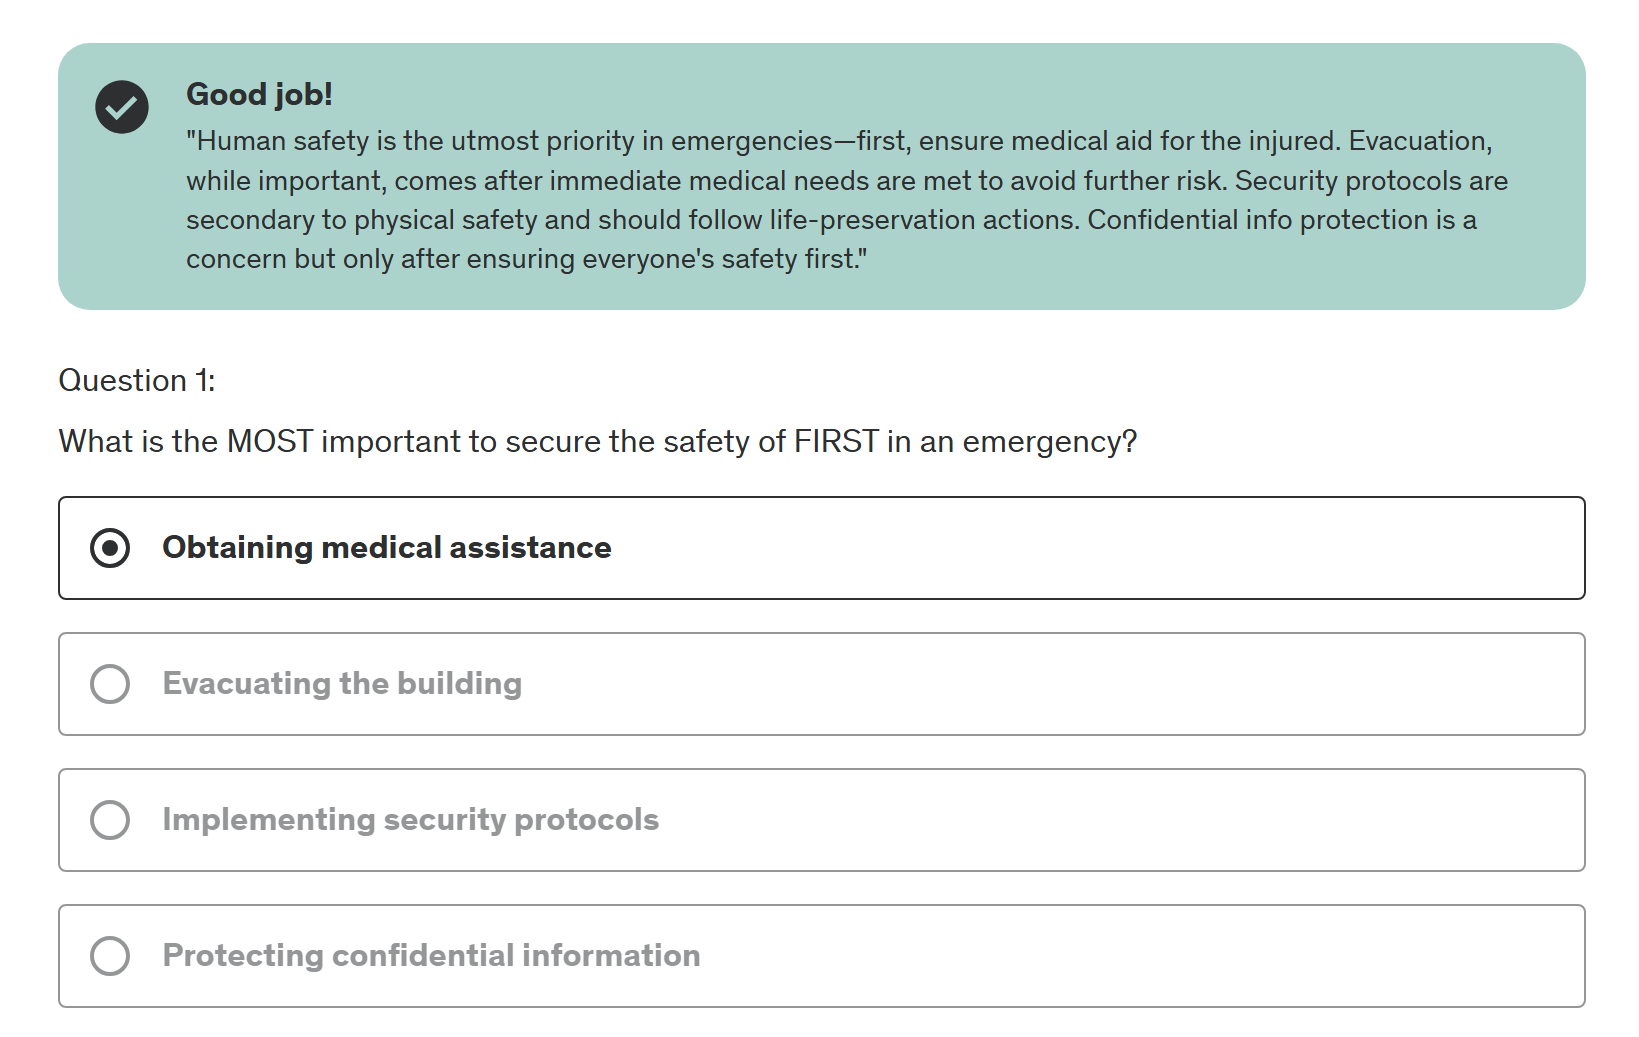 Good job!
"Human safety is the utmost priority in emergencies—first, ensure medical aid for the injured. Evacuation,
while important, comes after immediate medical needs are met to avoid further risk. Security protocols are
secondary to physical safety and should follow life-preservation actions. Confidential info protection is a
concern but only after ensuring everyone's safety first."
Question 1:
What is the MOST important to secure the safety of FIRST in an emergency?
Obtaining medical assistance
Evacuating the building
Implementing security protocols
Protecting confidential information